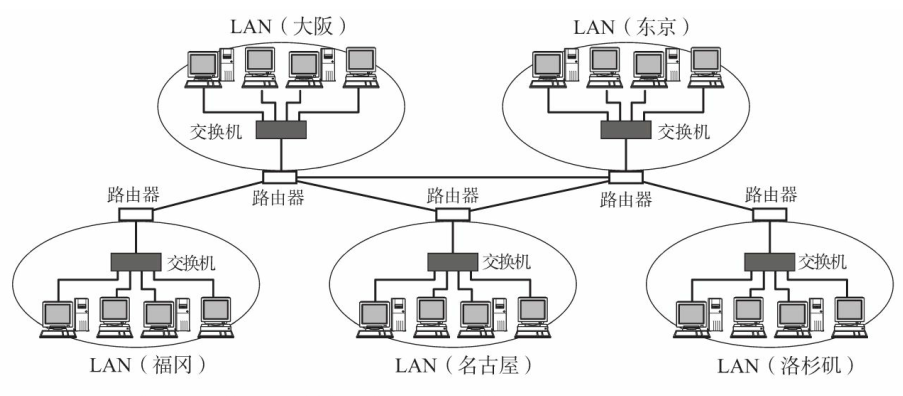 LAN（大阪）
LAN（东京）
交换机
交换机
路由器
路由器
路由器
路由器
路由器
交换机
交换机
交换机
LAN（福冈）
LAN（名古屋）
LAN（洛杉矶）